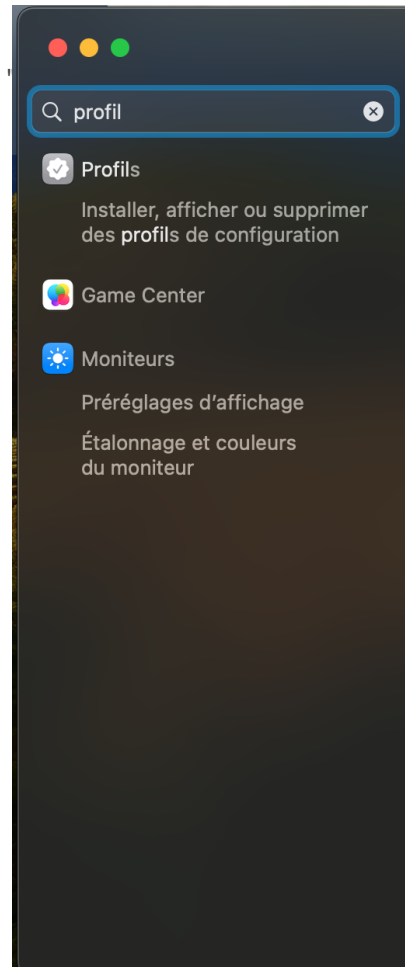 profil
Profils
Installer, afficher ou supprimer
des profils de configuration
Game Center
Moniteurs
Préréglages d’affichage
Étalonnage et couleurs
du moniteur